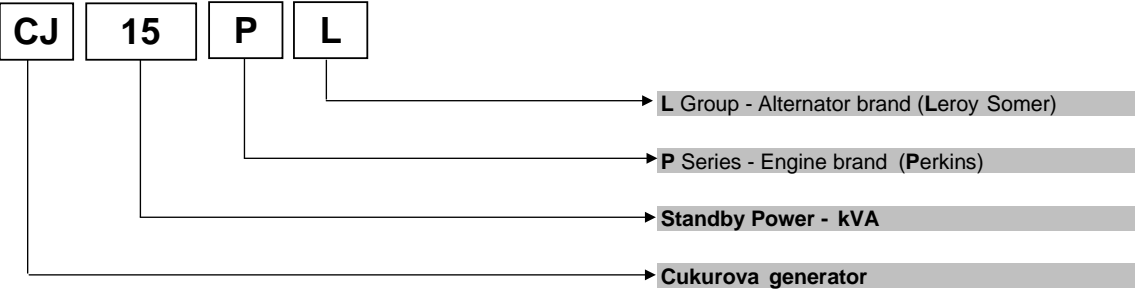 CJ 15 P L
L Group - Alternator brand (Leroy Somer)
P Series - Engine brand (Perkins)
Standby Power - kVA
Cukurova generator